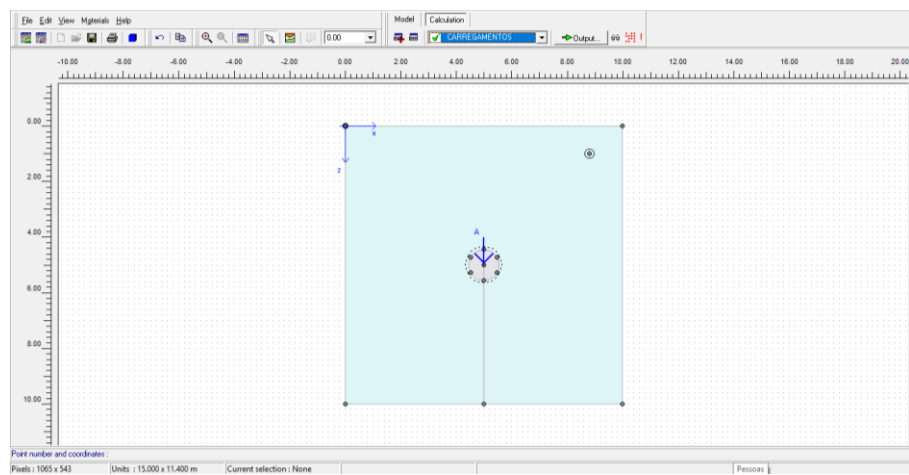 File Edit View Materials Help
Model Calculation
0.00
CARREGAMENTOS
Output...
-10.00 -8.00 -6.00 -4.00 -2.00 0.00 2.00 4.00 6.00 8.00 10.00 12.00 14.00 16.00 18.00 20.00
0.00
x
z
2.00
4.00
A
6.00
8.00
10.00
Point number and coordinates :
Pixels : 1065 x 543 Units : 15.000 x 11.400 m Current selection : None Pessoas